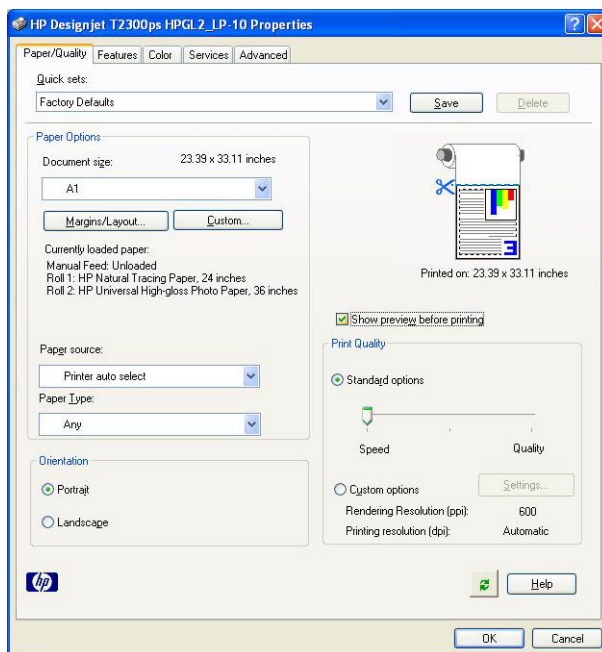 HP Designjet T2300ps HPGL2_LP-10 Properties
Paper/Quality Features Color Services Advanced
Quick sets:
Factory Defaults
Save
Delete
Paper Options
Document size: 23.39 x 33.11 inches
A1
Margins/Layout...
Custom...
Currently loaded paper:
Manual Feed: Unloaded
Roll 1: HP Natural Tracing Paper, 24 inches
Roll 2: HP Universal High-gloss Photo Paper, 36 inches
Paper source:
Printer auto select
Paper Type:
Any
Orientation
Portrait
Landscape
3
Printed on: 23.39 x 33.11 inches
Show preview before printing
Print Quality
Standard options
Speed Quality
Custom options
Settings...
Rendering Resolution (ppi): 600
Printing resolution (dpi): Automatic
hp
Help
OK
Cancel